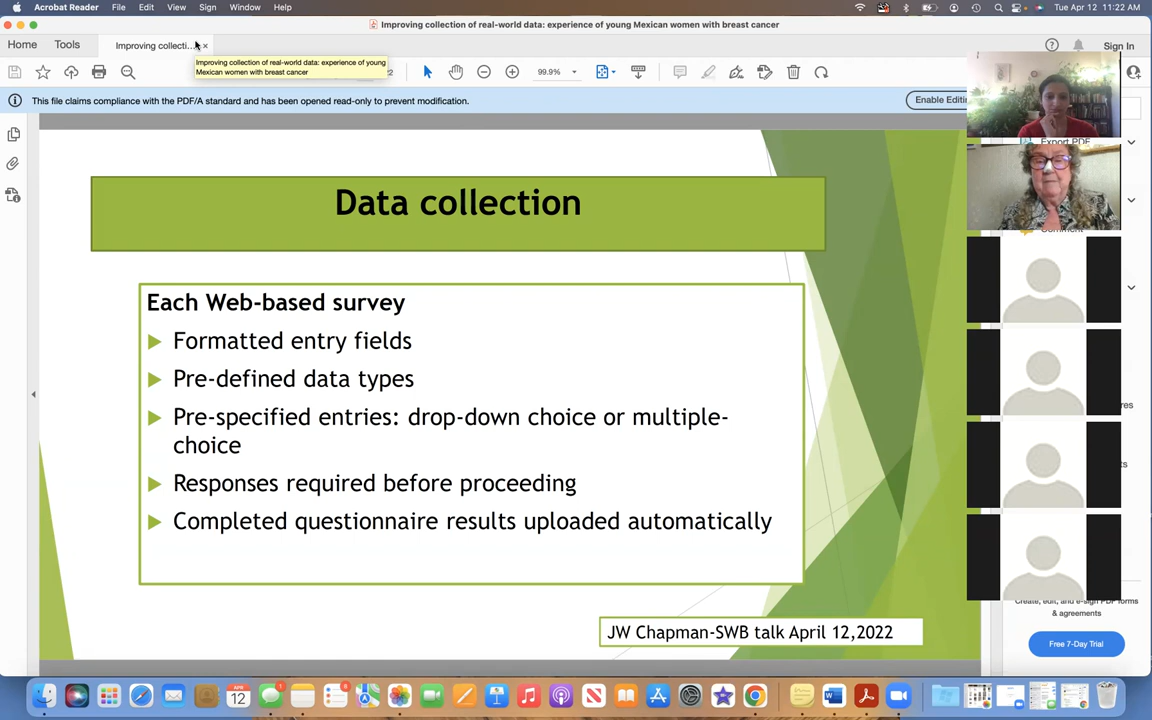 Acrobat Reader File Edit View Sign Window Help Tue Apr 12 11:22 AM
Improving collection of real-world data: experience of young Mexican women with breast cancer
Home Tools Improving collecti... × Sign In
Improving collection of real-world data: experience of young
Mexican women with breast cancer
99.9%
This file claims compliance with the PDF/A standard and has been opened read-only to prevent modification.
Enable Editin
Export PDF
Data collection
Each Web-based survey
Formatted entry fields
Pre-defined data types
Pre-specified entries: drop-down choice or multiple-
choice
Responses required before proceeding
Completed questionnaire results uploaded automatically
JW Chapman-SWB talk April 12,2022
Create, edit, and e-sign PDF forms
& agreements
Free 7-Day Trial
APR
12